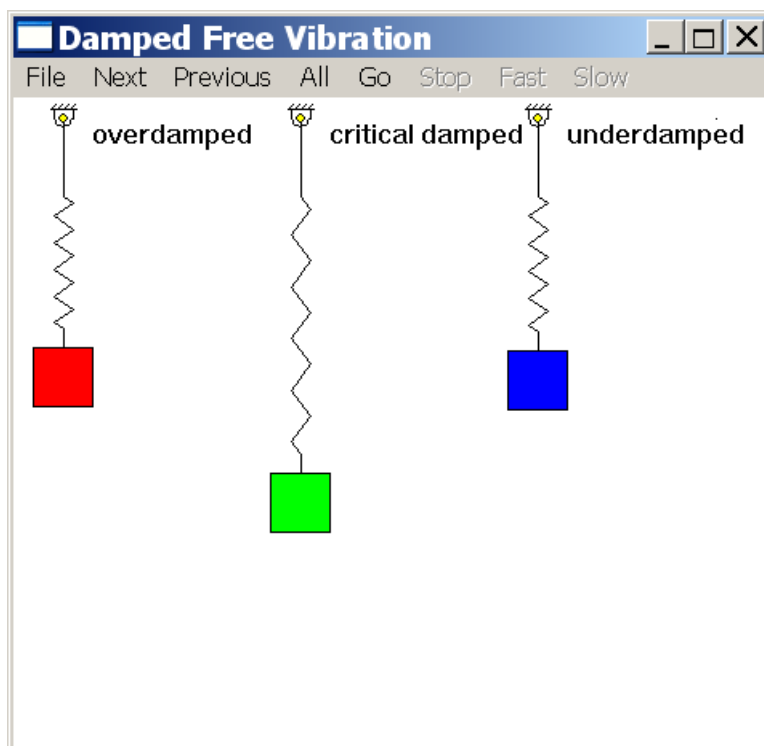 Damped Free Vibration
File Next Previous All Go Stop Fast Slow
overdamped critical damped underdamped